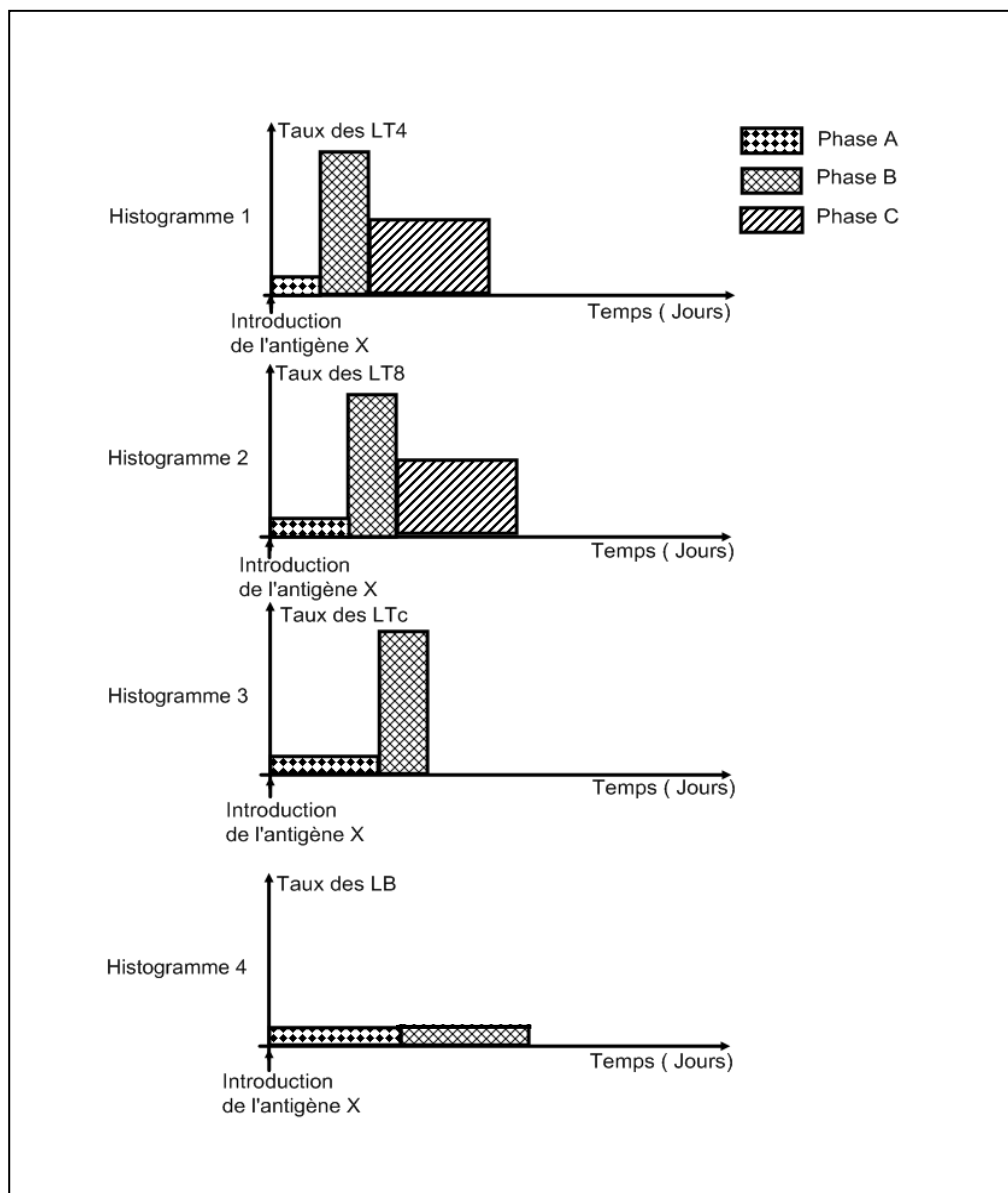 Taux des LT4
Phase A
Phase B
Phase C
Histogramme 1
Temps ( Jours)
Introduction
de l'antigène X
Taux des LT8
Histogramme 2
Temps ( Jours)
Introduction
de l'antigène X
Taux des LTc
Histogramme 3
Temps ( Jours)
Introduction
de l'antigène X
Taux des LB
Histogramme 4
Temps ( Jours)
Introduction
de l'antigène X